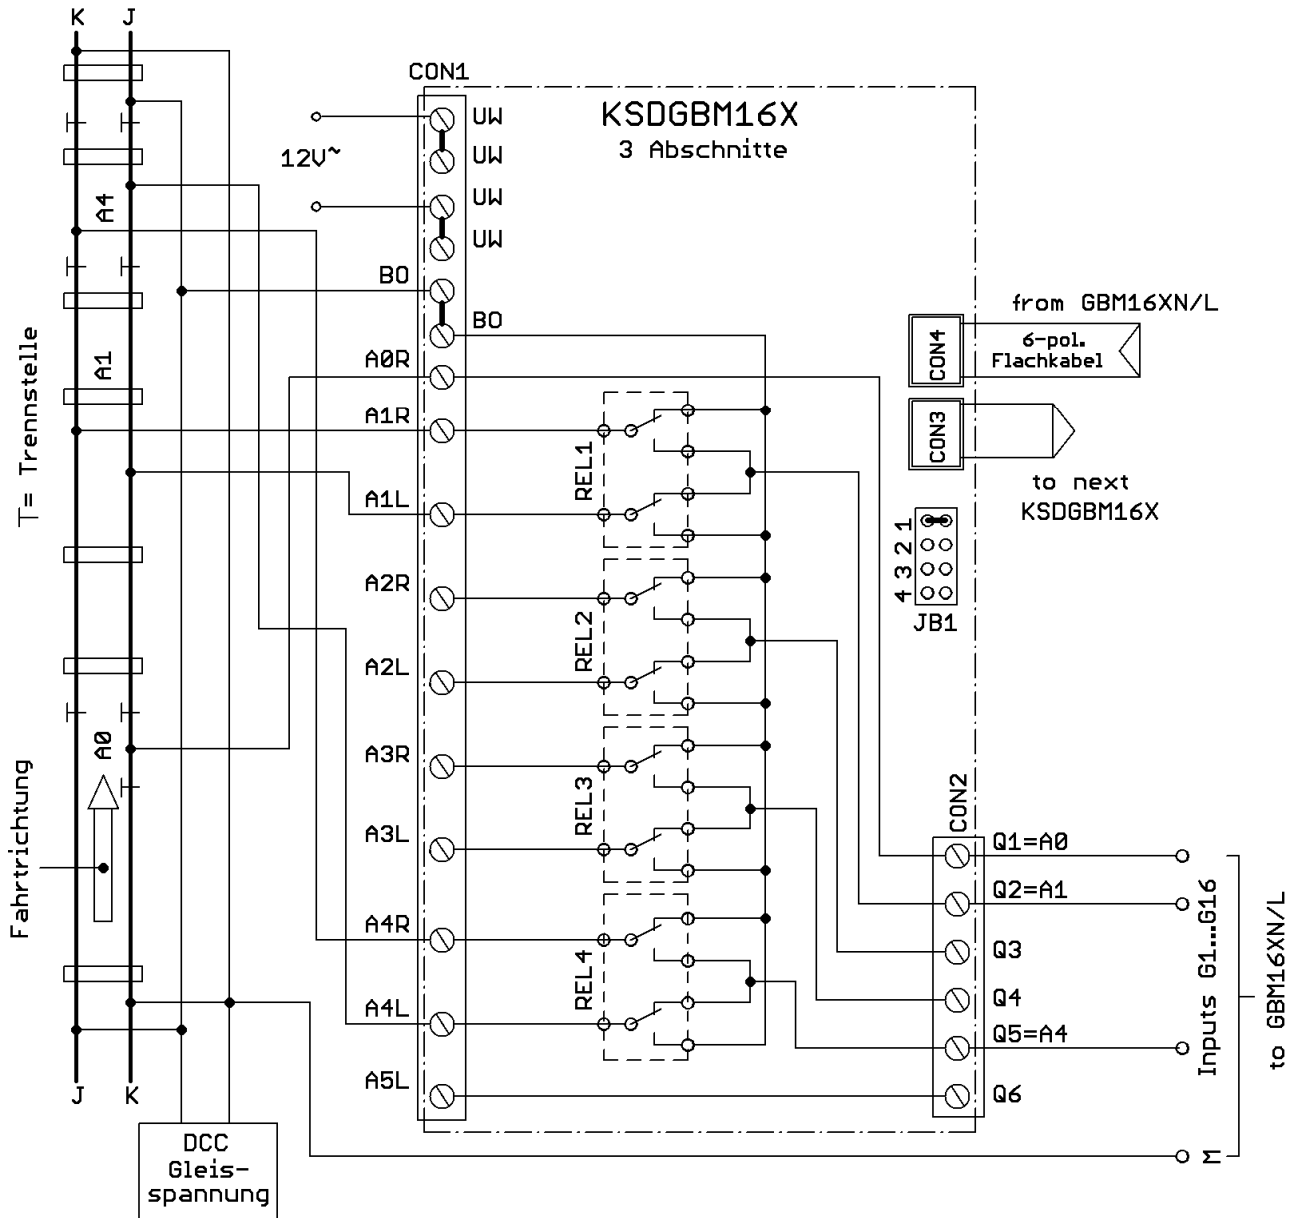 K J
CON1
KSDGBM16X
3 Abschnitte
UW
12V~
UW
UW
UW
A4
BO
BO
from GBM16XN/L
6-pol.
Flachkabel
CON4
A0R
T= Trennstelle
A1
A1R
REL1
CON3
to next
KSDGBM16X
A1L
1
2
3
4
JB1
A2R
REL2
A2L
A0
A3R
REL3
Fahrtrichtung
A3L
CON2
Q1=A0
Q2=A1
Q3
Q4
Q5=A4
Q6
Inputs G1...G16
to GBM16XN/L
A4R
REL4
A4L
A5L
J K
M
DCC
Gleis-
spannung